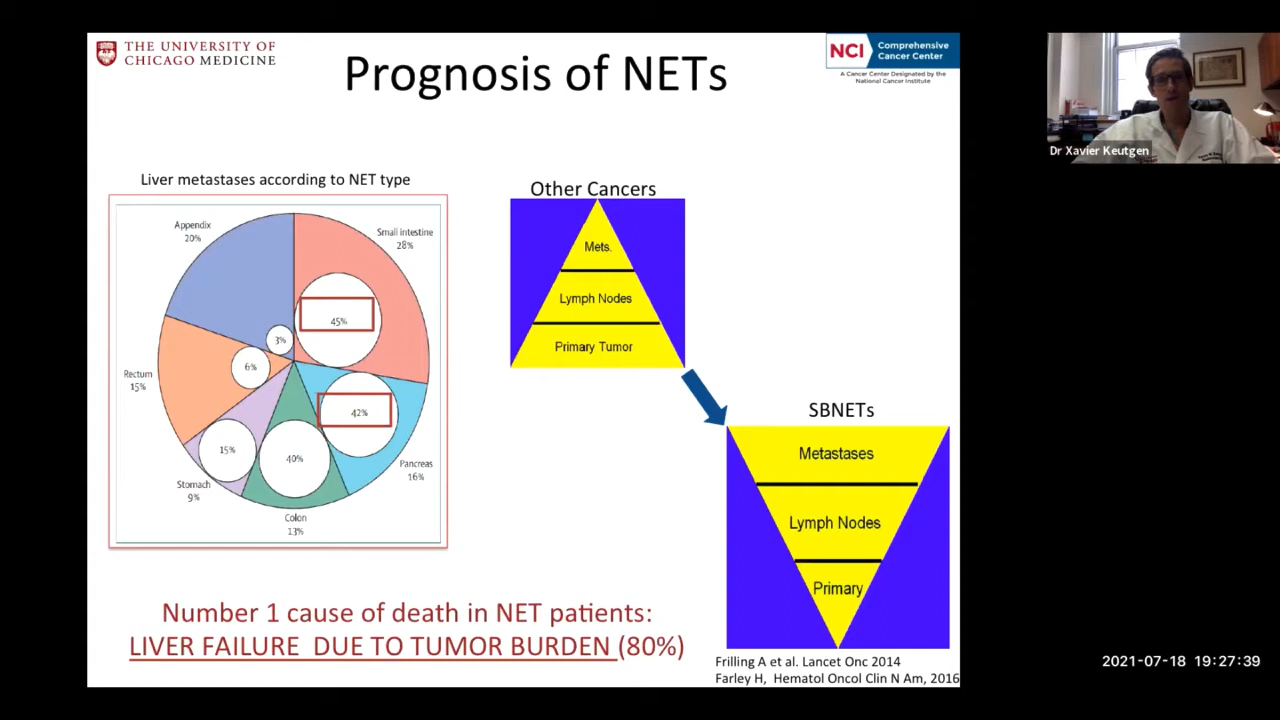 THE UNIVERSITY OF
CHICAGO MEDICINE
Prognosis of NETs
NCI
Comprehensive
Cancer Center
A Cancer Center Designated by the
National Cancer Institute
Dr Xavier Keutgen
Liver metastases according to NET type
Appendix
20%
Small intestine
28%
45%
3%
6%
Rectum
15%
42%
15%
40%
Pancreas
16%
Stomach
9%
Colon
13%
Other Cancers
Mets.
Lymph Nodes
Primary Tumor
SBNETs
Metastases
Lymph Nodes
Primary
Number 1 cause of death in NET patients:
LIVER FAILURE DUE TO TUMOR BURDEN (80%)
Frilling A et al. Lancet Onc 2014
Farley H, Hematol Oncol Clin N Am, 2016
2021-07-18 19:27:39